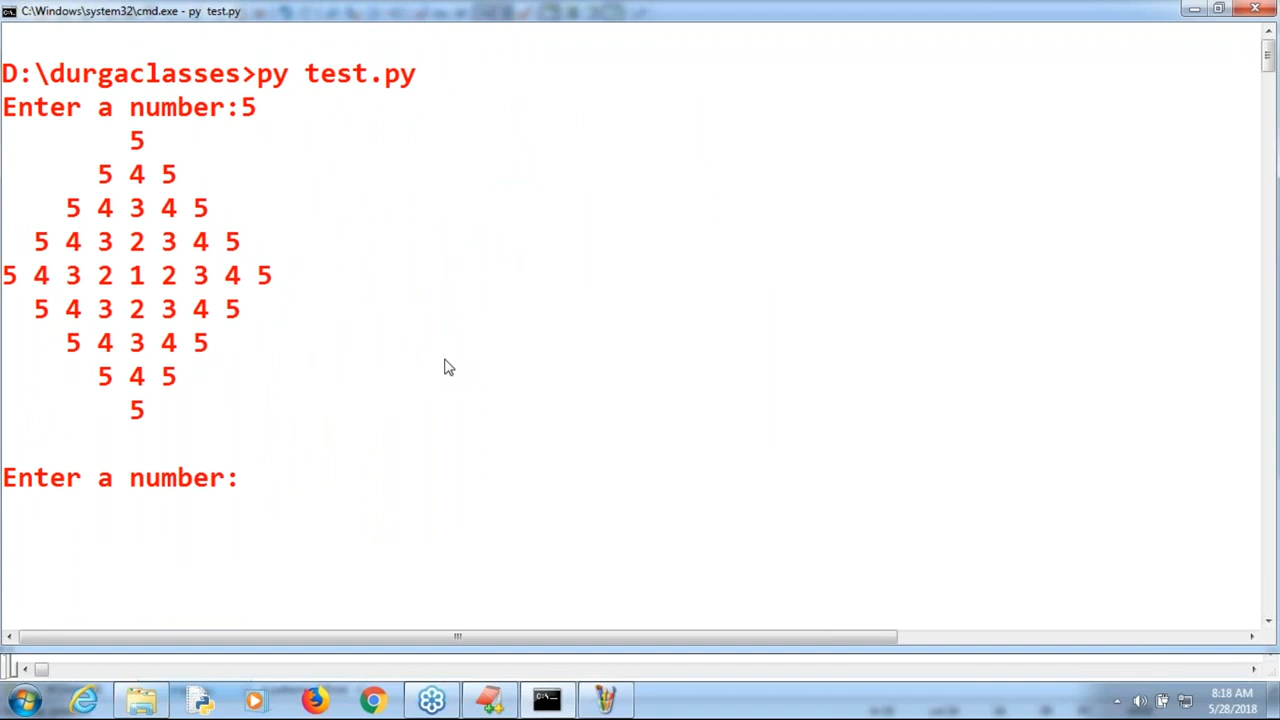 C:\Windows\system32\cmd.exe - py test.py
D:\durgaclasses>py test.py
Enter a number:5
5
5 4 5
5 4 3 4 5
5 4 3 2 3 4 5
5 4 3 2 1 2 3 4 5
5 4 3 2 3 4 5
5 4 3 4 5
5 4 5
5
Enter a number:
C:\.
8:18 AM
5/28/2018